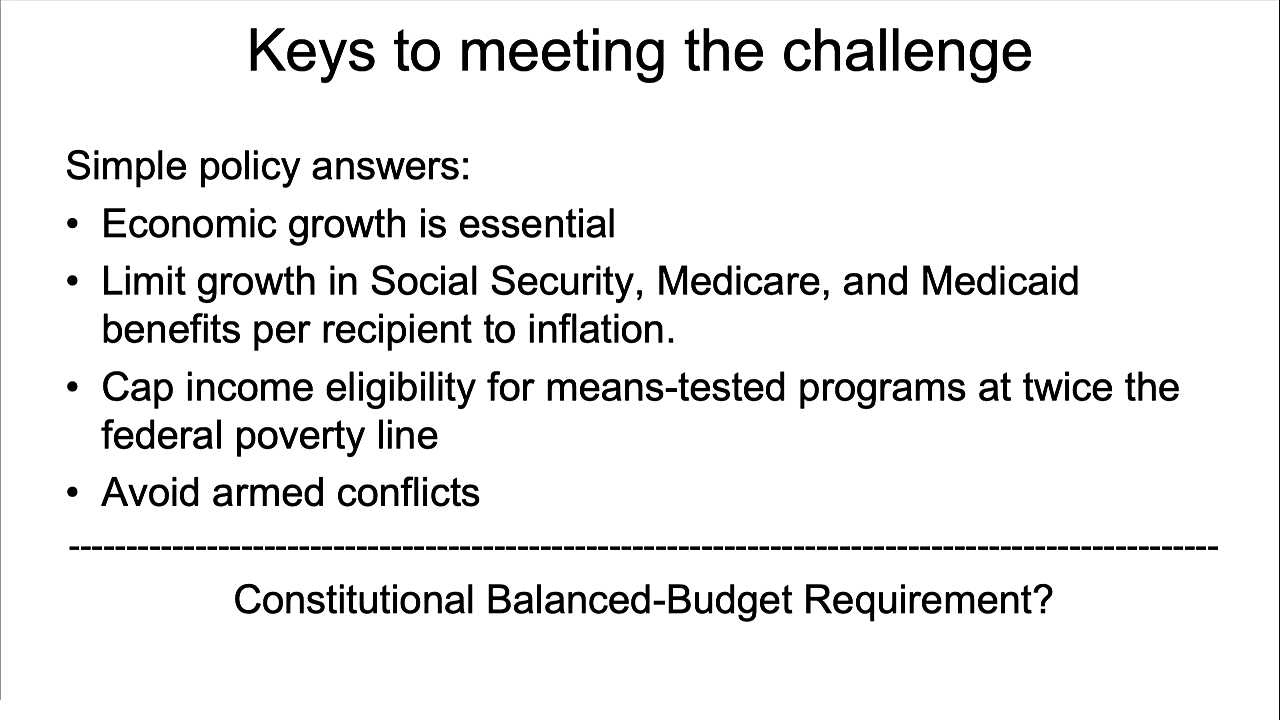 Keys to meeting the challenge
Simple policy answers:
• Economic growth is essential
• Limit growth in Social Security, Medicare, and Medicaid
benefits per recipient to inflation.
• Cap income eligibility for means-tested programs at twice the
federal poverty line
• Avoid armed conflicts
----------------------------------------------------------------------------------------------------
Constitutional Balanced-Budget Requirement?